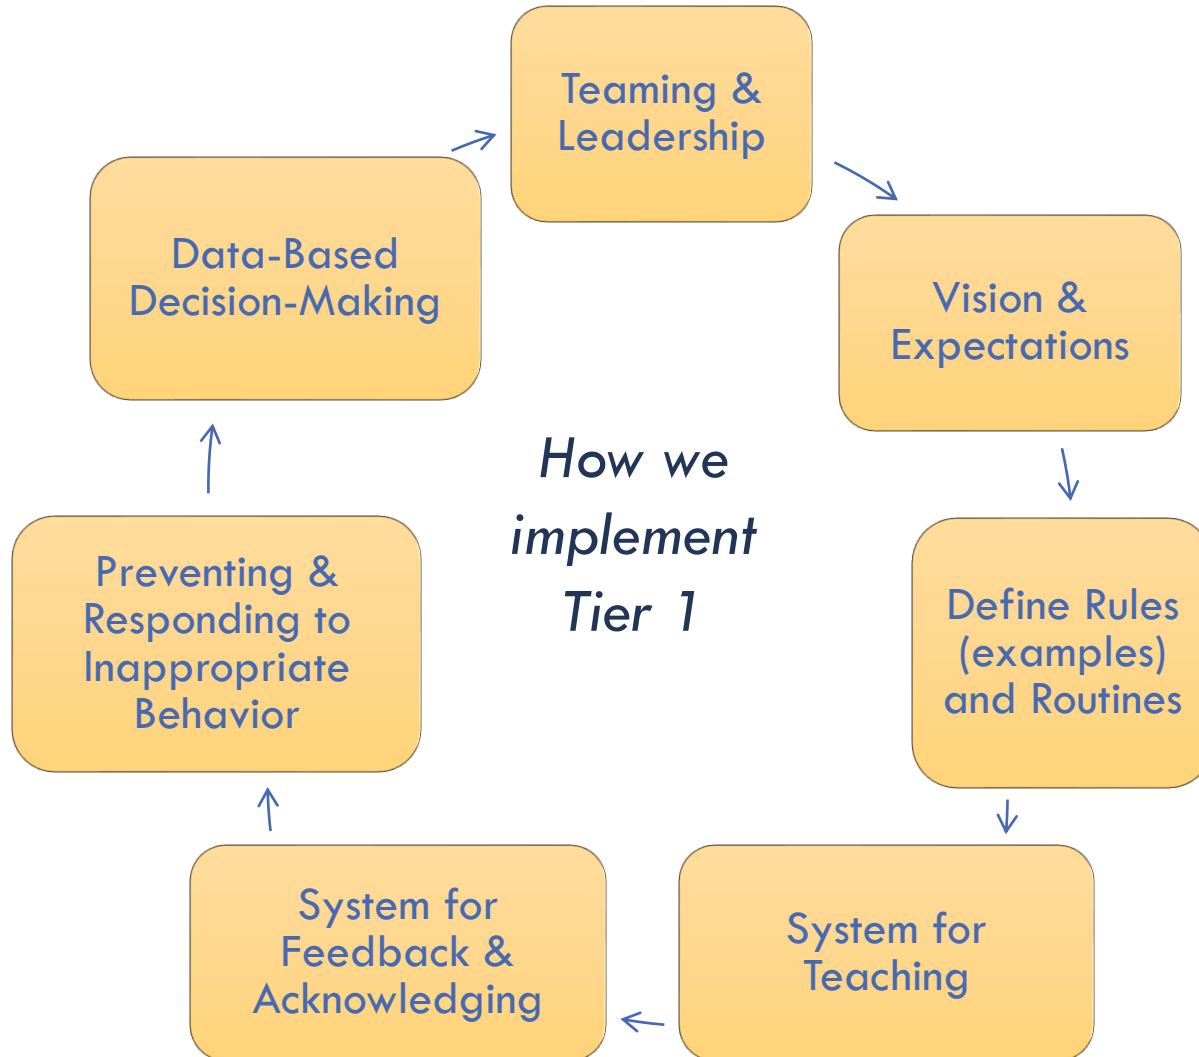 Teaming &
Leadership
Vision &
Expectations
Define Rules
(examples)
and Routines
System for
Teaching
System for
Feedback &
Acknowledging
Preventing &
Responding to
Inappropriate
Behavior
Data-Based
Decision-Making
How we
implement
Tier 1